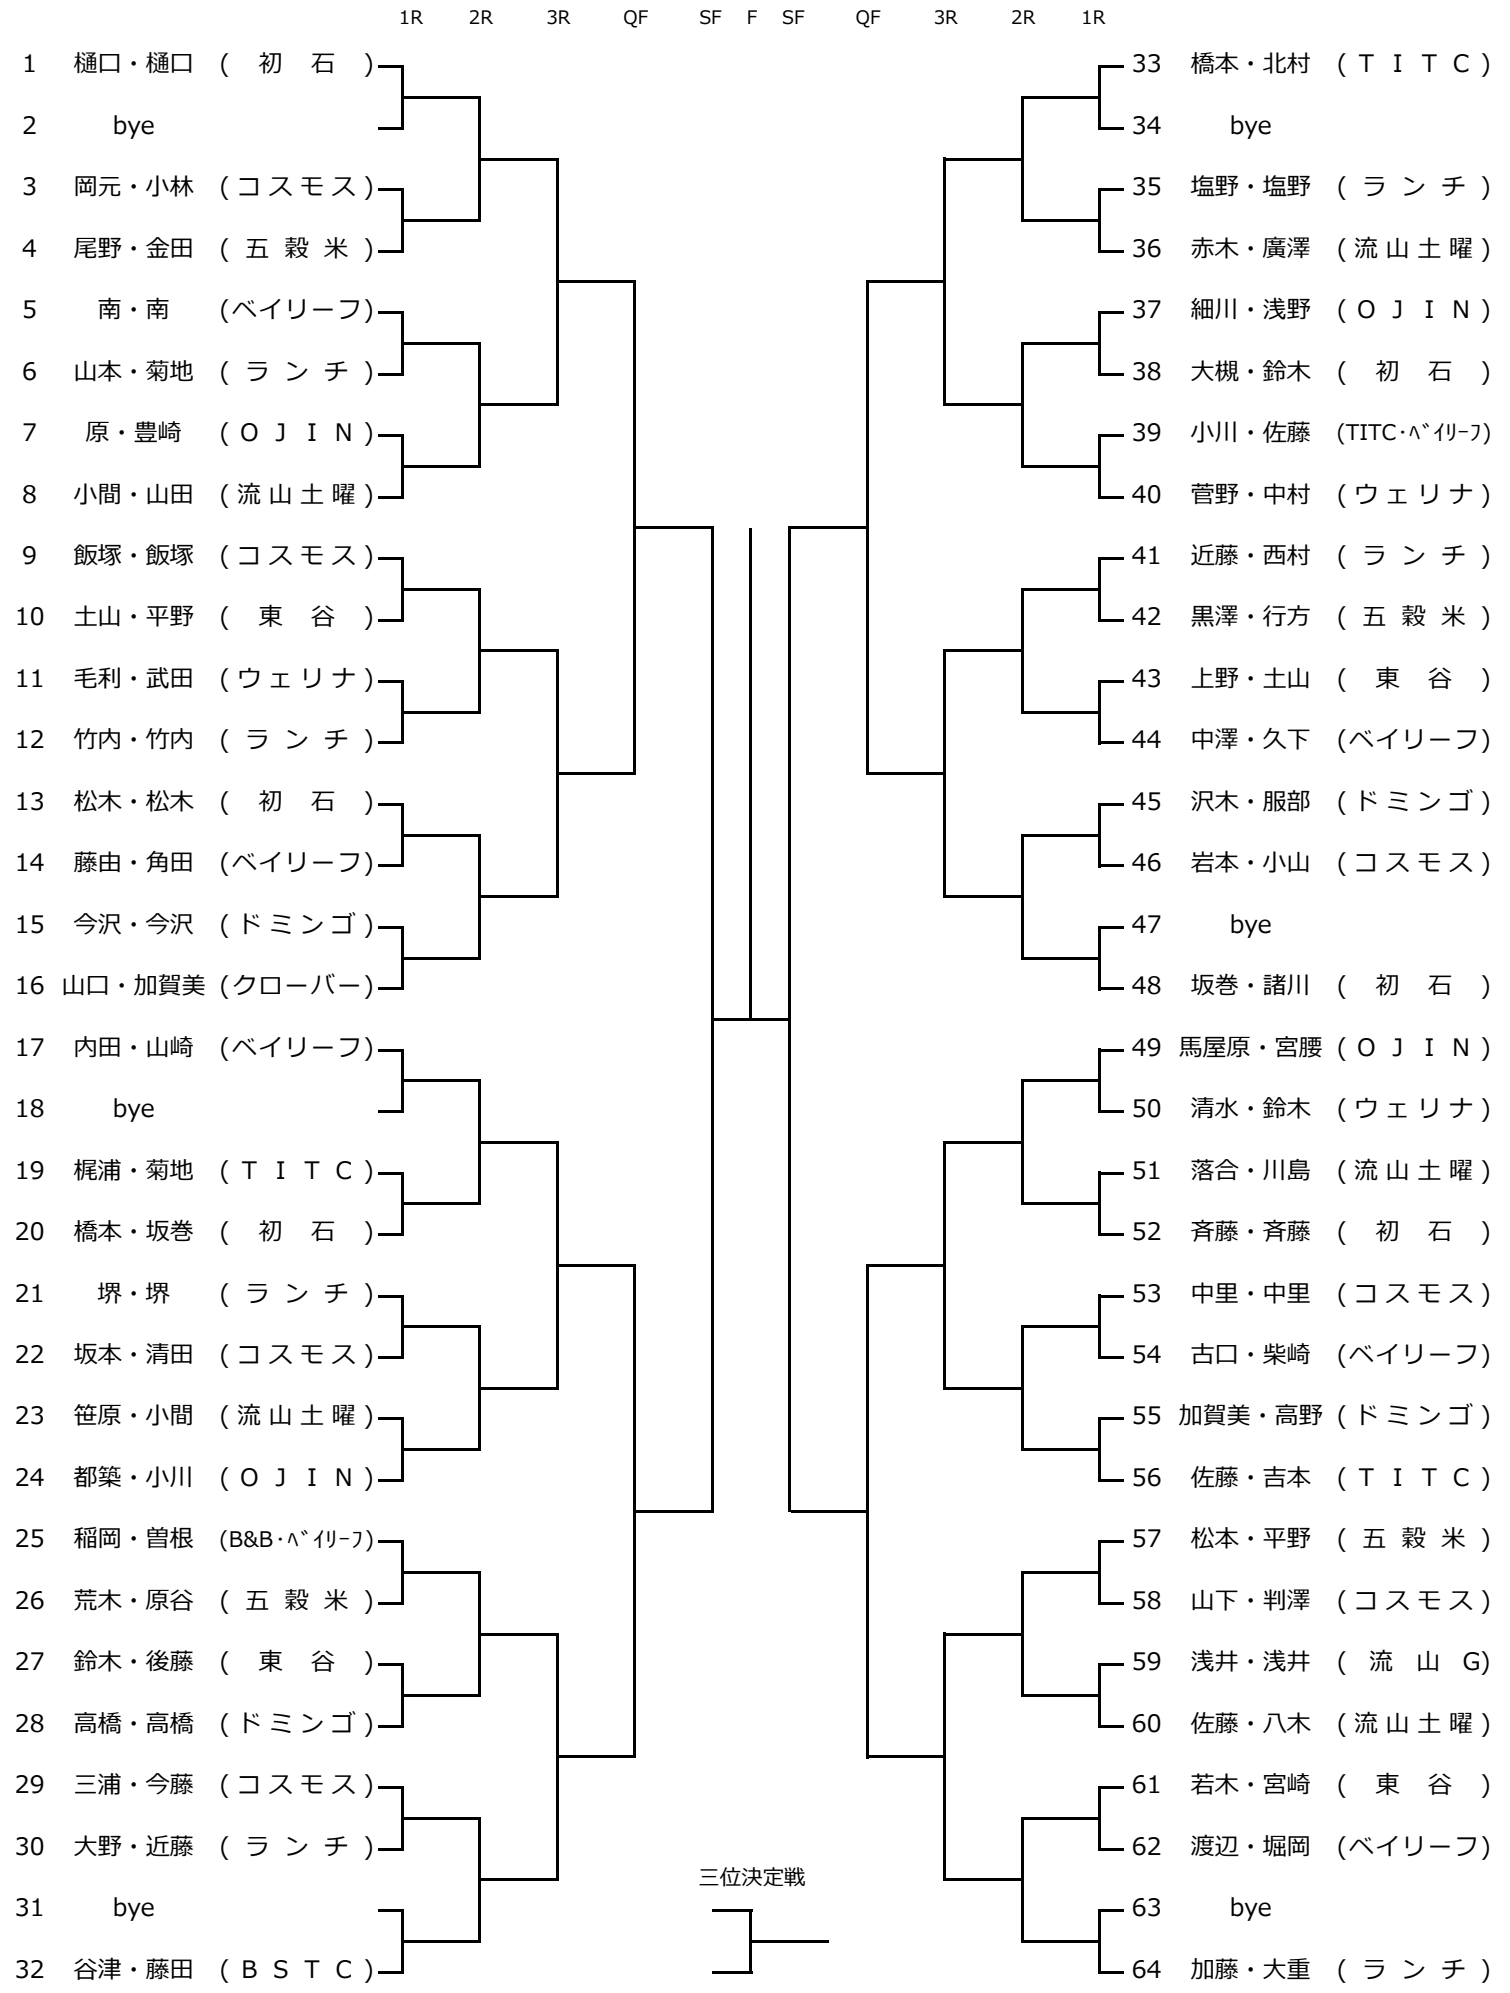 1R 2R 3R QF SF F SF QF 3R 2R 1R
1 樋口・樋口 ( 初 石 ) 33 橋本・北村 ( T I T C )
2 bye 34 bye
3 岡元・小林 ( コ ス モ ス ) 35 塩野・塩野 ( ラ ン チ )
4 尾野・金田 ( 五 穀 米 ) 36 赤木・廣澤 ( 流 山 土 曜 )
5 南・南 (ベイリーフ) 37 細川・浅野 ( O J I N )
6 山本・菊地 ( ラ ン チ ) 38 大槻・鈴木 ( 初 石 )
7 原・豊崎 ( O J I N ) 39 小川・佐藤 (TITC・ﾍﾞｲﾘｰﾌ)
8 小間・山田 ( 流 山 土 曜 ) 40 菅野・中村 ( ウ ェ リ ナ )
9 飯塚・飯塚 ( コ ス モ ス ) 41 近藤・西村 ( ラ ン チ )
10 土山・平野 ( 東 谷 ) 42 黒澤・行方 ( 五 穀 米 )
11 毛利・武田 ( ウ ェ リ ナ ) 43 上野・土山 ( 東 谷 )
12 竹内・竹内 ( ラ ン チ ) 44 中澤・久下 (ベイリーフ)
13 松木・松木 ( 初 石 ) 45 沢木・服部 ( ド ミ ン ゴ )
14 藤由・角田 (ベイリーフ) 46 岩本・小山 ( コ ス モ ス )
15 今沢・今沢 ( ド ミ ン ゴ ) 47 bye
16 山口・加賀美 (クローバー) 48 坂巻・諸川 ( 初 石 )
17 内田・山崎 (ベイリーフ) 49 馬屋原・宮腰 ( O J I N )
18 bye 50 清水・鈴木 ( ウ ェ リ ナ )
19 梶浦・菊地 ( T I T C ) 51 落合・川島 ( 流 山 土 曜 )
20 橋本・坂巻 ( 初 石 ) 52 斉藤・斉藤 ( 初 石 )
21 堺・堺 ( ラ ン チ ) 53 中里・中里 ( コ ス モ ス )
22 坂本・清田 ( コ ス モ ス ) 54 古口・柴崎 (ベイリーフ)
23 笹原・小間 ( 流 山 土 曜 ) 55 加賀美・高野 ( ド ミ ン ゴ )
24 都築・小川 ( O J I N ) 56 佐藤・吉本 ( T I T C )
25 稲岡・曽根 (B&B・ﾍﾞｲﾘｰﾌ) 57 松本・平野 ( 五 穀 米 )
26 荒木・原谷 ( 五 穀 米 ) 58 山下・判澤 ( コ ス モ ス )
27 鈴木・後藤 ( 東 谷 ) 59 浅井・浅井 ( 流 山 G)
28 高橋・高橋 ( ド ミ ン ゴ ) 60 佐藤・八木 ( 流 山 土 曜 )
29 三浦・今藤 ( コ ス モ ス ) 61 若木・宮崎 ( 東 谷 )
30 大野・近藤 ( ラ ン チ ) 62 渡辺・堀岡 (ベイリーフ)
三位決定戦
31 bye 63 bye
32 谷津・藤田 ( B S T C ) 64 加藤・大重 ( ラ ン チ )